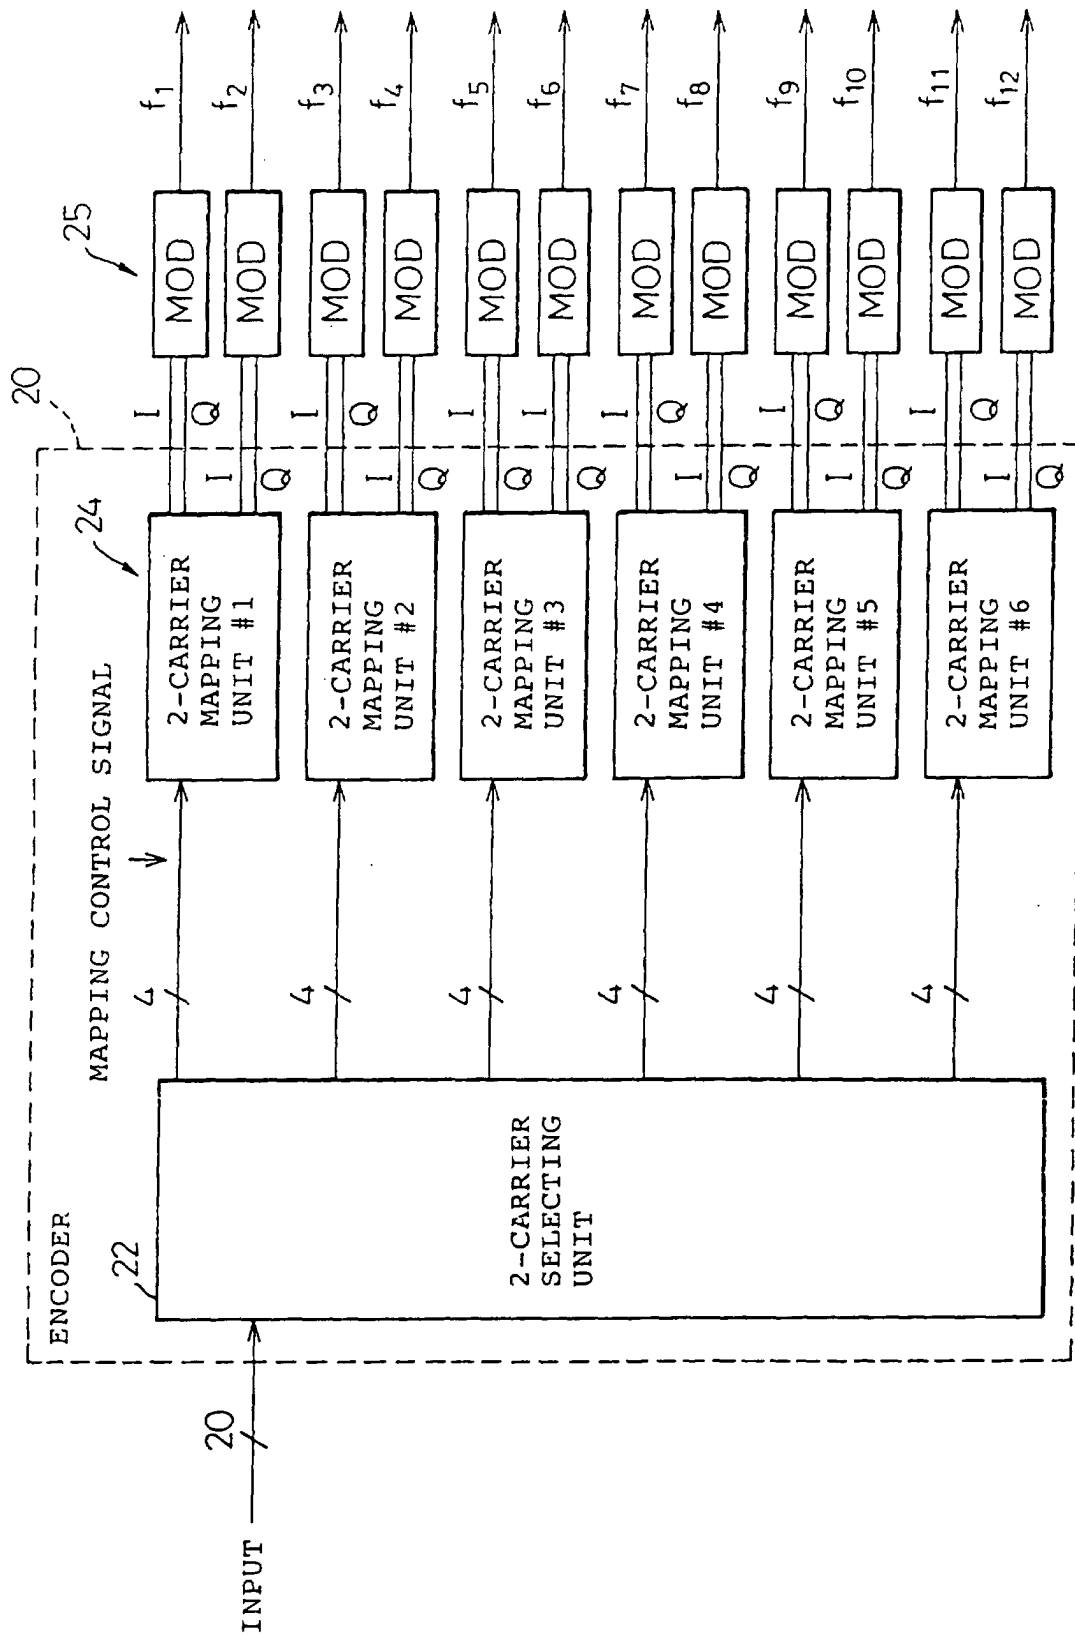 INPUT
20
ENCODER
22
2-CARRIER
SELECTING
UNIT
MAPPING CONTROL SIGNAL
4
4
4
4
4
4
24
2-CARRIER
MAPPING
UNIT #1
2-CARRIER
MAPPING
UNIT #2
2-CARRIER
MAPPING
UNIT #3
2-CARRIER
MAPPING
UNIT #4
2-CARRIER
MAPPING
UNIT #5
2-CARRIER
MAPPING
UNIT #6
20
I
Q
I
Q
I
Q
I
Q
I
Q
I
Q
I
Q
I
Q
I
Q
I
Q
I
Q
I
Q
25
MOD
MOD
MOD
MOD
MOD
MOD
MOD
MOD
MOD
MOD
MOD
MOD
f1
f2
f3
f4
f5
f6
f7
f8
f9
f10
f11
f12